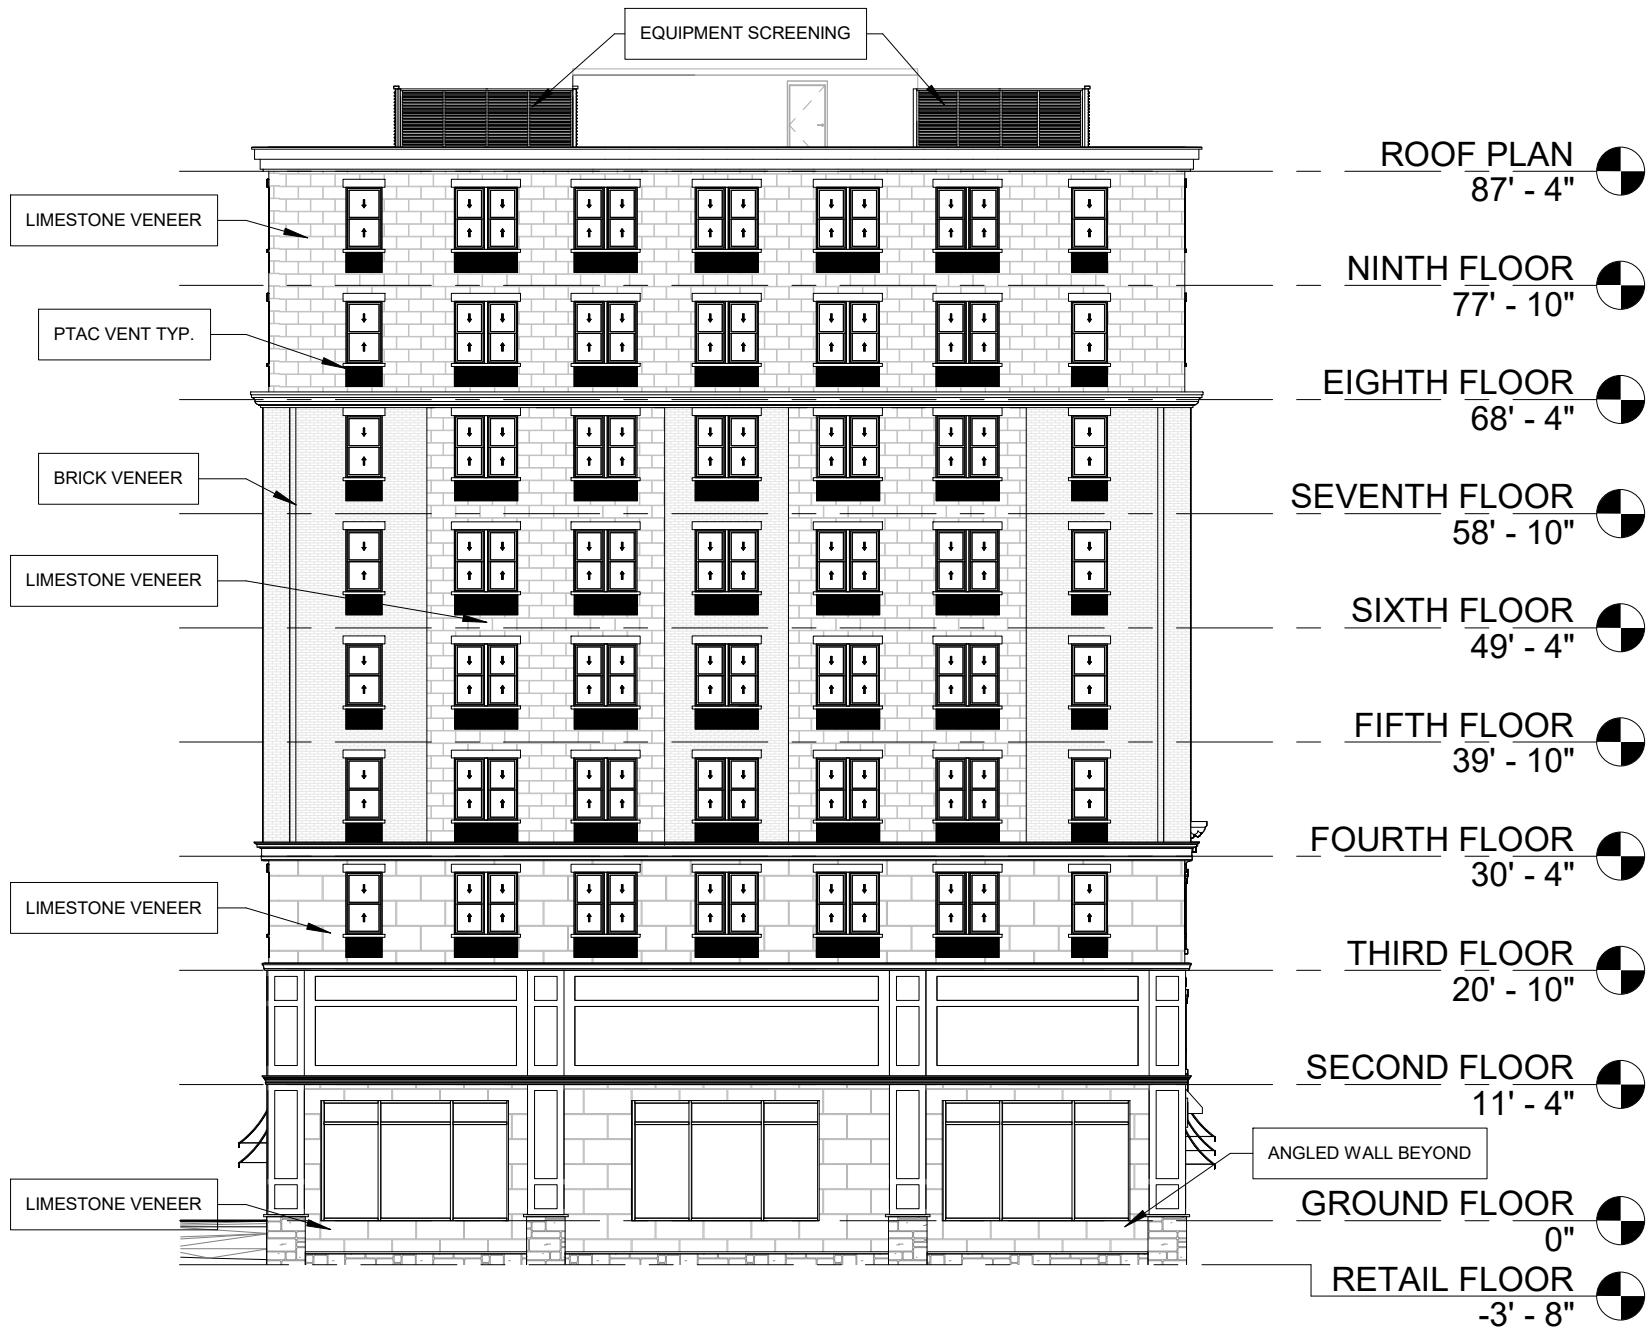 EQUIPMENT SCREENING
ROOF PLAN
87' - 4"
LIMESTONE VENEER
NINTH FLOOR
77' - 10"
PTAC VENT TYP.
EIGHTH FLOOR
68' - 4"
BRICK VENEER
SEVENTH FLOOR
58' - 10"
LIMESTONE VENEER
SIXTH FLOOR
49' - 4"
FIFTH FLOOR
39' - 10"
FOURTH FLOOR
30' - 4"
LIMESTONE VENEER
THIRD FLOOR
20' - 10"
SECOND FLOOR
11' - 4"
ANGLED WALL BEYOND
LIMESTONE VENEER
GROUND FLOOR
0"
RETAIL FLOOR
-3' - 8"